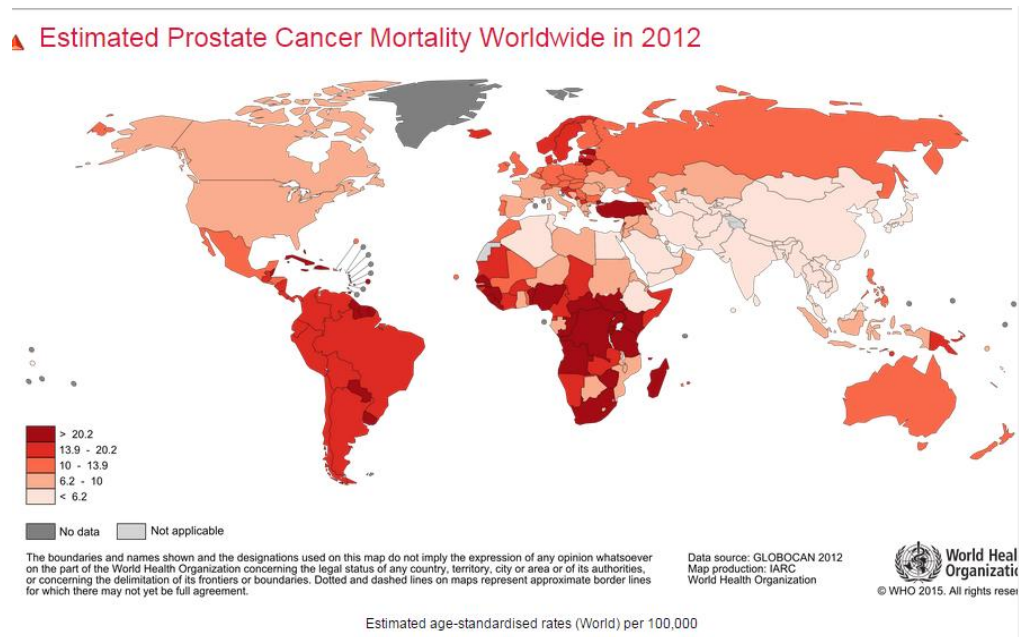 Estimated Prostate Cancer Mortality Worldwide in 2012
> 20.2
13.9 - 20.2
10 - 13.9
6.2 - 10
< 6.2
No data
Not applicable
The boundaries and names shown and the designations used on this map do not imply the expression of any opinion whatsoever
on the part of the World Health Organization concerning the legal status of any country, territory, city or area or of its authorities,
or concerning the delimitation of its frontiers or boundaries. Dotted and dashed lines on maps represent approximate border lines
for which there may not yet be full agreement.
Data source: GLOBOCAN 2012
Map production: IARC
World Health Organization
World Heal
Organizatio
© WHO 2015. All rights reser
Estimated age-standardised rates (World) per 100,000